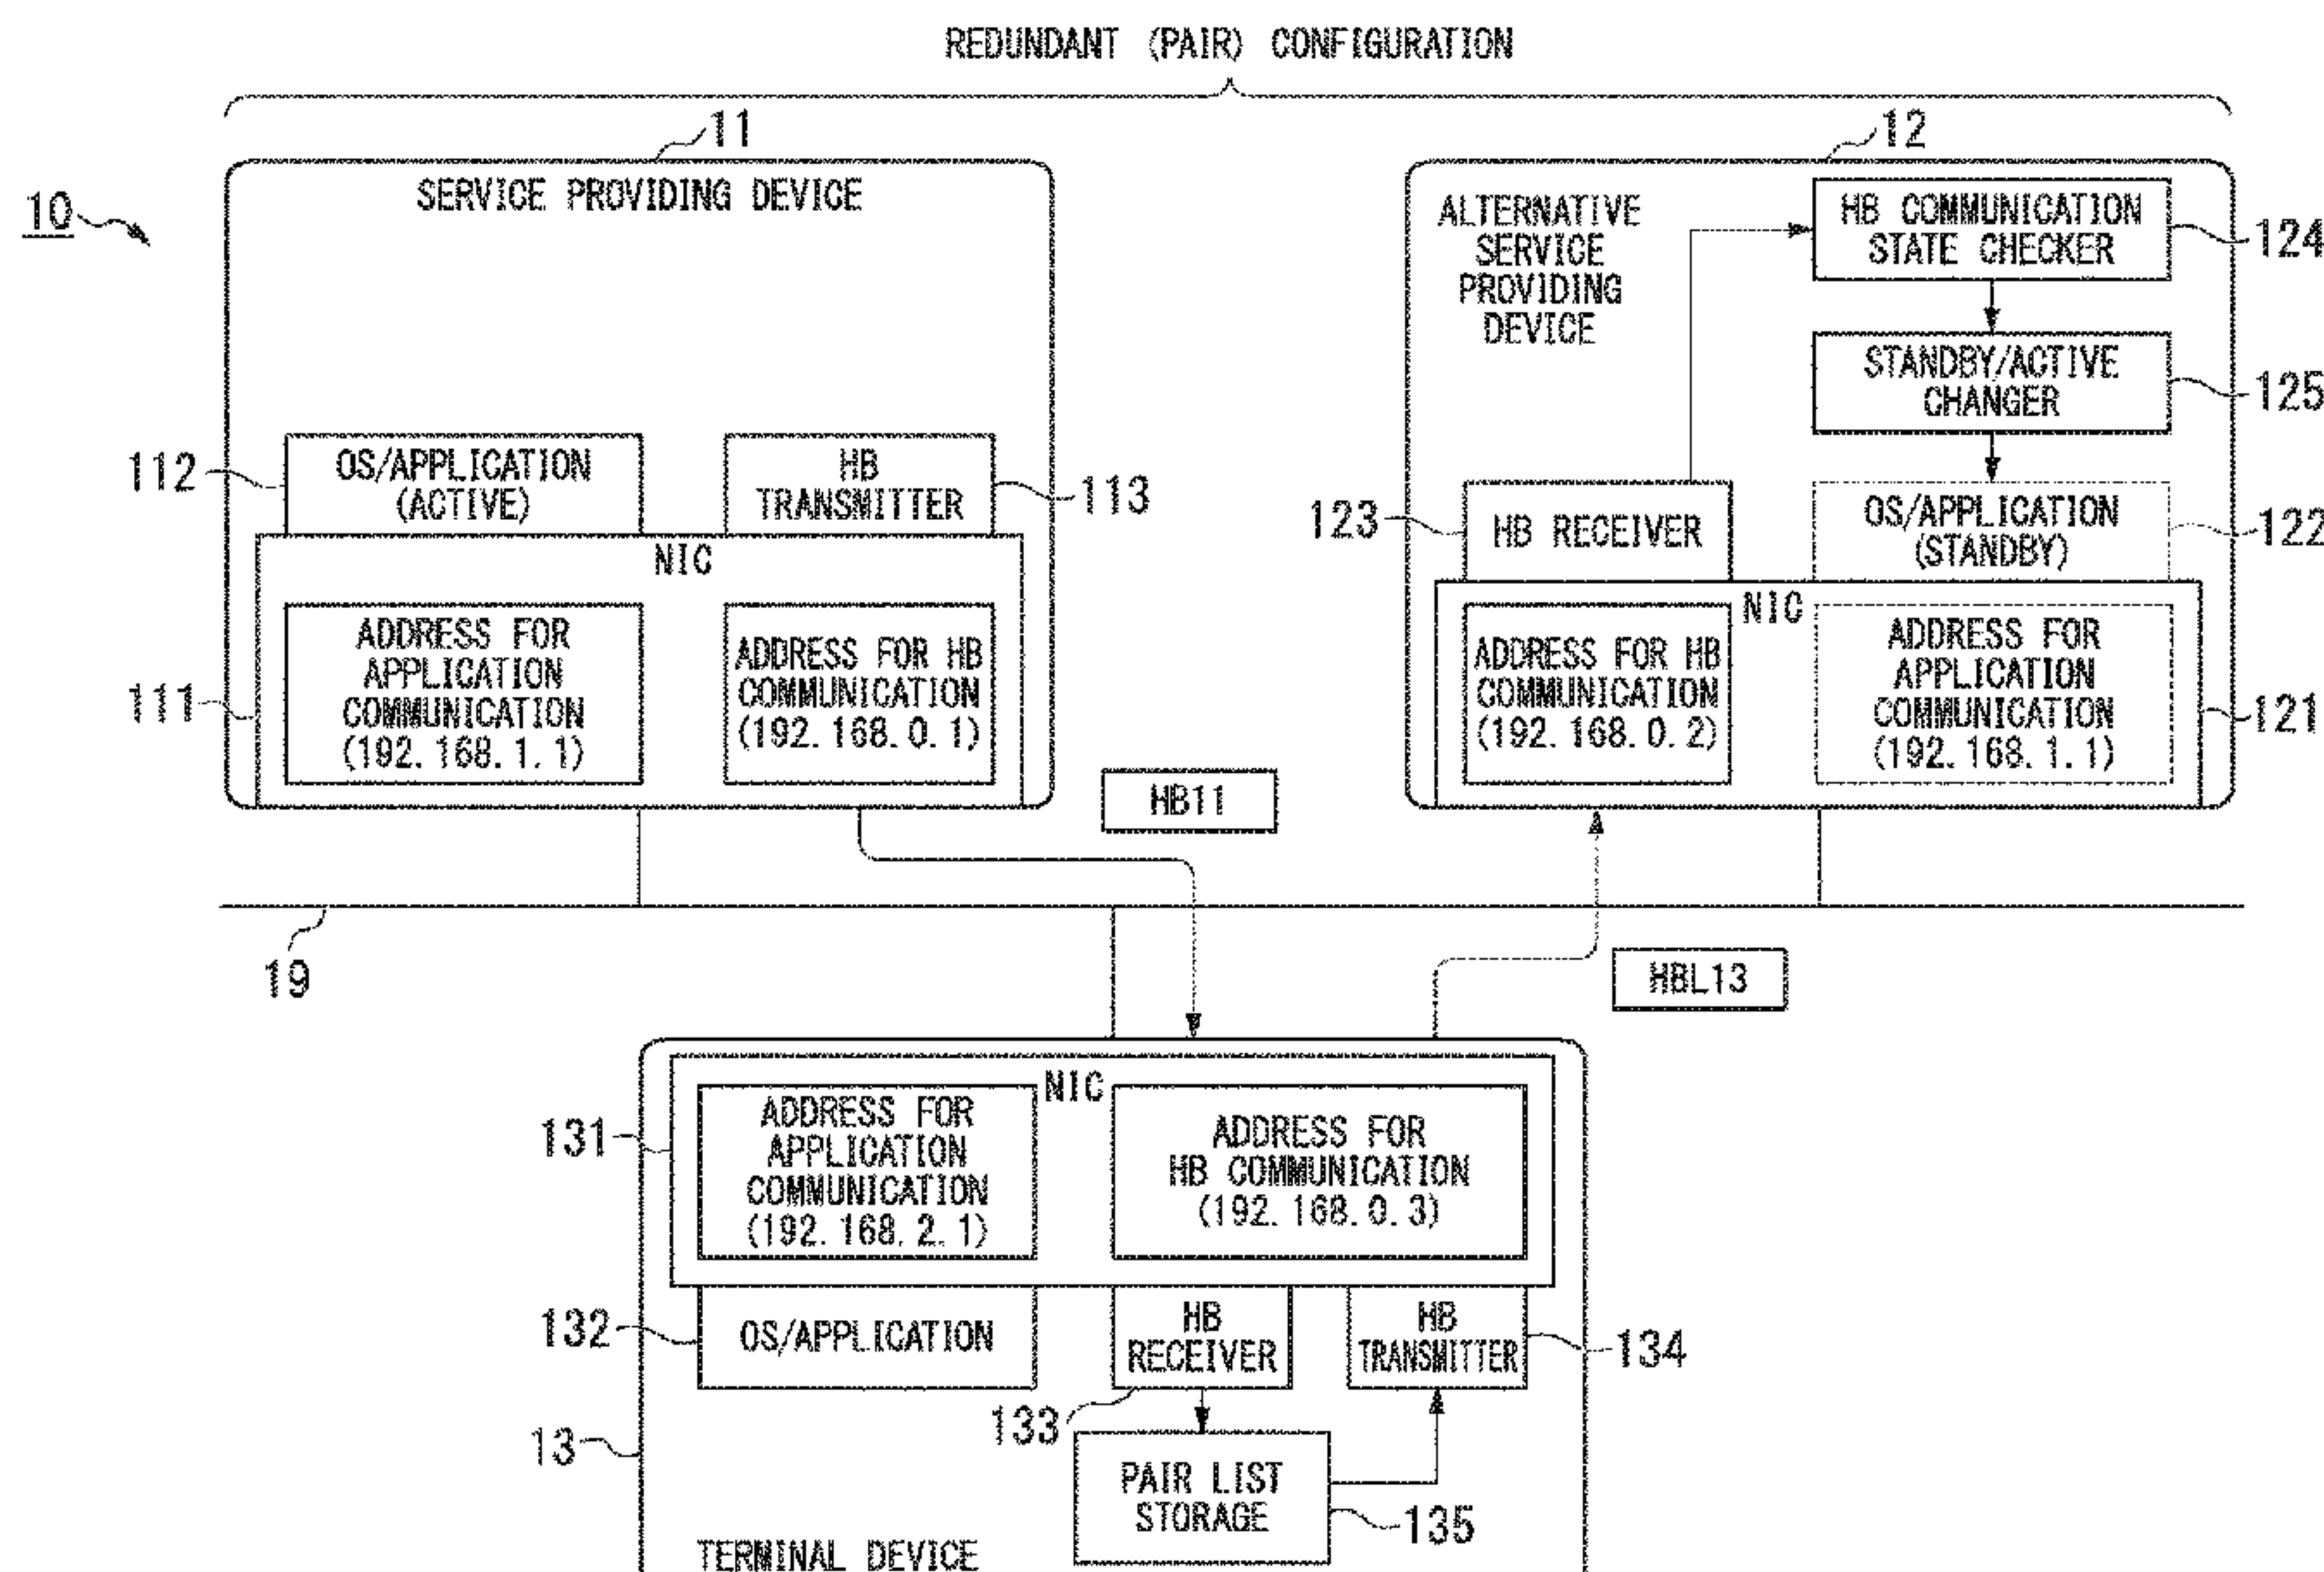 REDUNDANT (PAIR) CONFIGURATION
11
12
10
SERVICE PROVIDING DEVICE
ALTERNATIVE
SERVICE
PROVIDING
DEVICE
HB COMMUNICATION
STATE CHECKER
124
STANDBY/ACTIVE
CHANGER
125
112
OS/APPLICATION
(ACTIVE)
HB
TRANSMITTER
113
123
HB RECEIVER
OS/APPLICATION
(STANDBY)
122
NIC
NIC
111
ADDRESS FOR
APPLICATION
COMMUNICATION
(192.168.1.1)
ADDRESS FOR HB
COMMUNICATION
(192.168.0.1)
ADDRESS FOR HB
COMMUNICATION
(192.168.0.2)
ADDRESS FOR
APPLICATION
COMMUNICATION
(192.168.1.1)
121
HB11
19
HBL13
NIC
131
ADDRESS FOR
APPLICATION
COMMUNICATION
(192.168.2.1)
ADDRESS FOR
HB COMMUNICATION
(192.168.0.3)
132
OS/APPLICATION
HB
RECEIVER
HB
TRANSMITTER
134
133
13
PAIR LIST
STORAGE
135
TERMINAL DEVICE